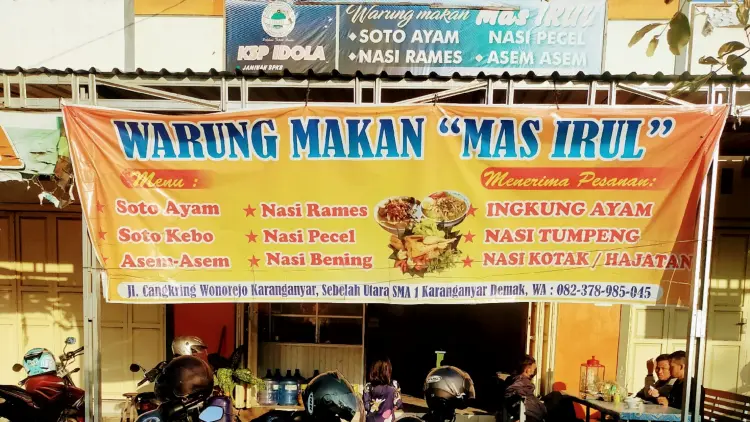 Warung makan Mas IRUL
SOTO AYAM NASI PECEL
NASI RAMES ASEM ASEM
KSP IDOLA
JAMINAN BPKB
WARUNG MAKAN "MAS IRUL"
Menu :
Soto Ayam
Soto Kebo
Asem-Asem
Nasi Rames
Nasi Pecel
Nasi Bening
Menerima Pesanan:
INGKUNG AYAM
NASI TUMPENG
NASI KOTAK / HAJATAN
Jl. Cangkring Wonorejo Karanganyar, Sebelah Utara SMA 1 Karanganyar Demak, WA : 082-378-985-045